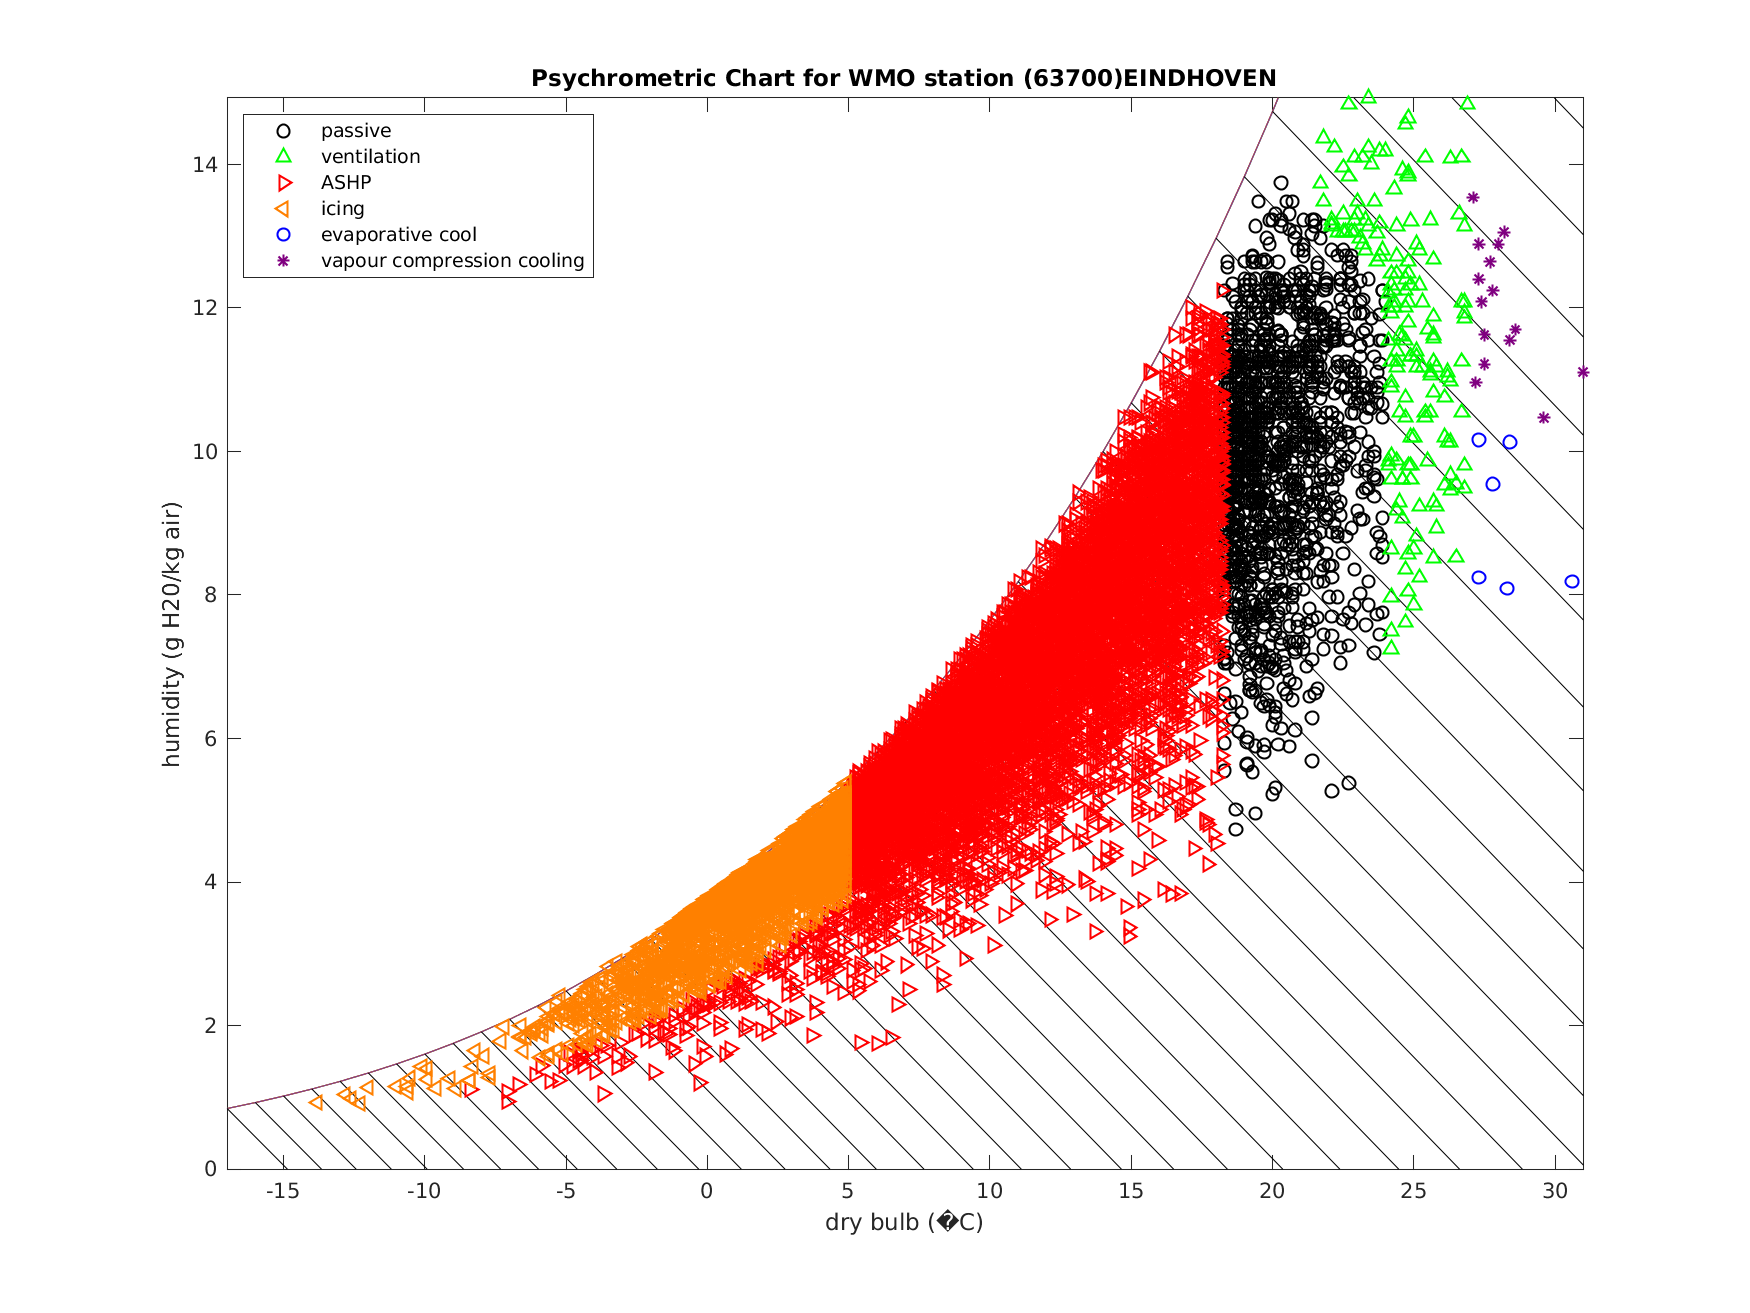 Psychrometric Chart for WMO station (63700)EINDHOVEN
passive
ventilation
ASHP
icing
evaporative cool
vapour compression cooling
humidity (g H20/kg air)
14
12
10
8
6
4
2
0
-15 -10 -5 0 5 10 15 20 25 30
dry bulb (�C)